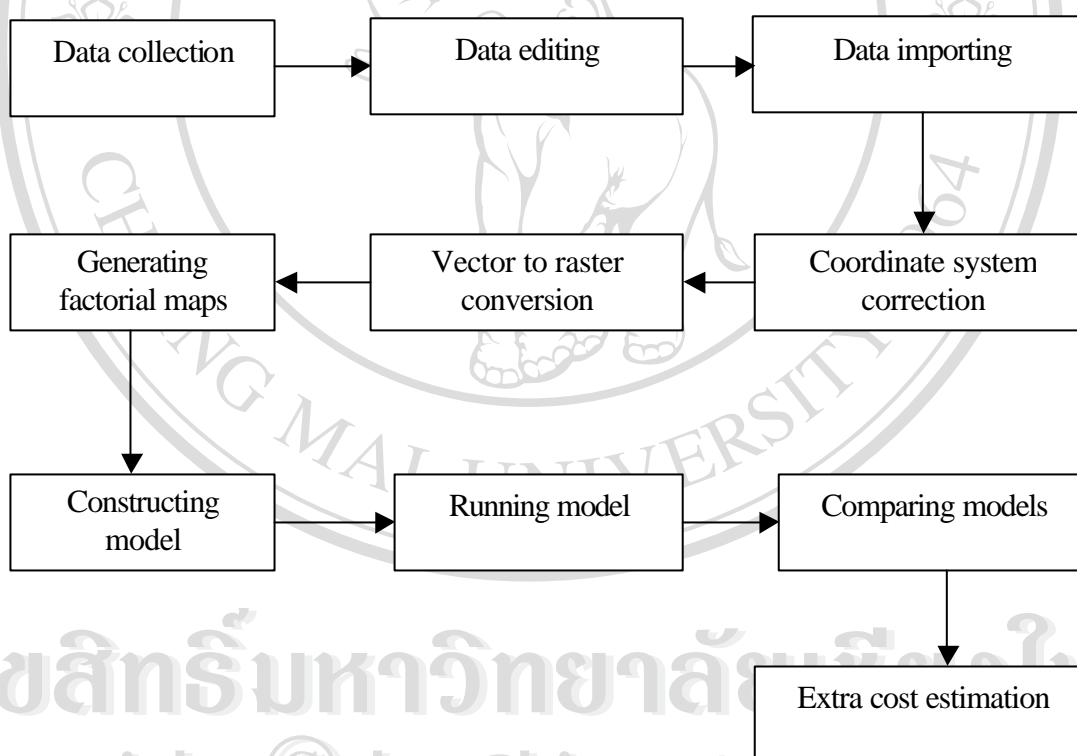 Data collection
Data editing
Data importing
Coordinate system
correction
Vector to raster
conversion
Generating
factorial maps
Constructing
model
Running model
Comparing models
Extra cost estimation
UNIVERSITY